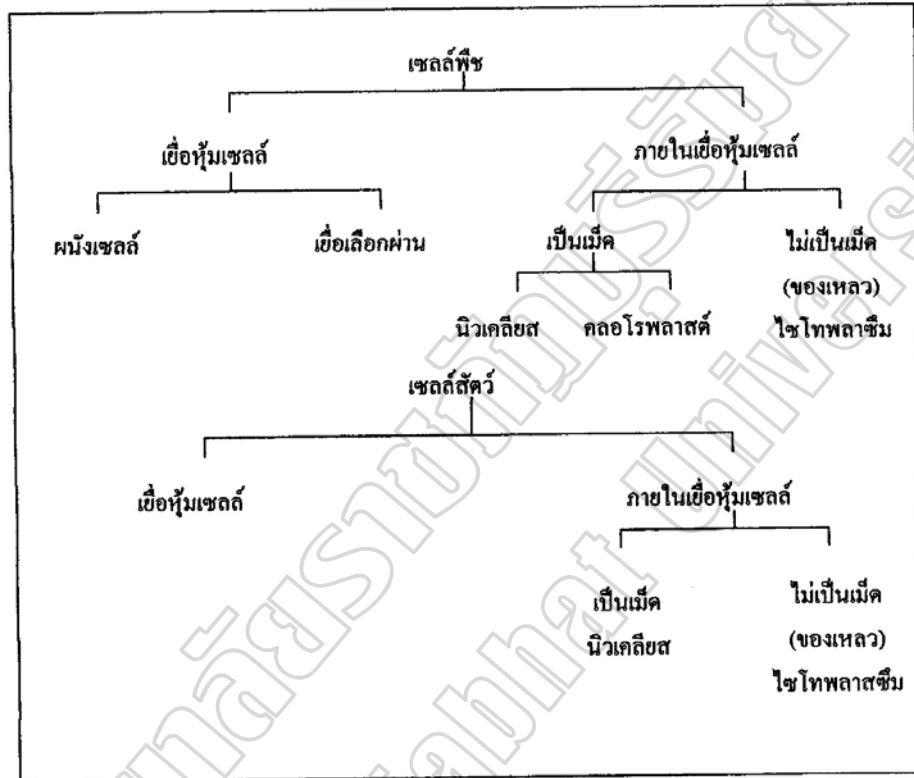 เซลล์พืช
เยื่อหุ้มเซลล์ ภายในเยื่อหุ้มเซลล์
ผนังเซลล์ เยื่อเลือกผ่าน เป็นเม็ด ไม่เป็นเม็ด
(ของเหลว)
นิวเคลียส คลอโรพลาสต์ ไซโทพลาซึม
เซลล์สัตว์
เยื่อหุ้มเซลล์ ภายในเยื่อหุ้มเซลล์
เป็นเม็ด ไม่เป็นเม็ด
นิวเคลียส (ของเหลว)
ไซโทพลาสซึม